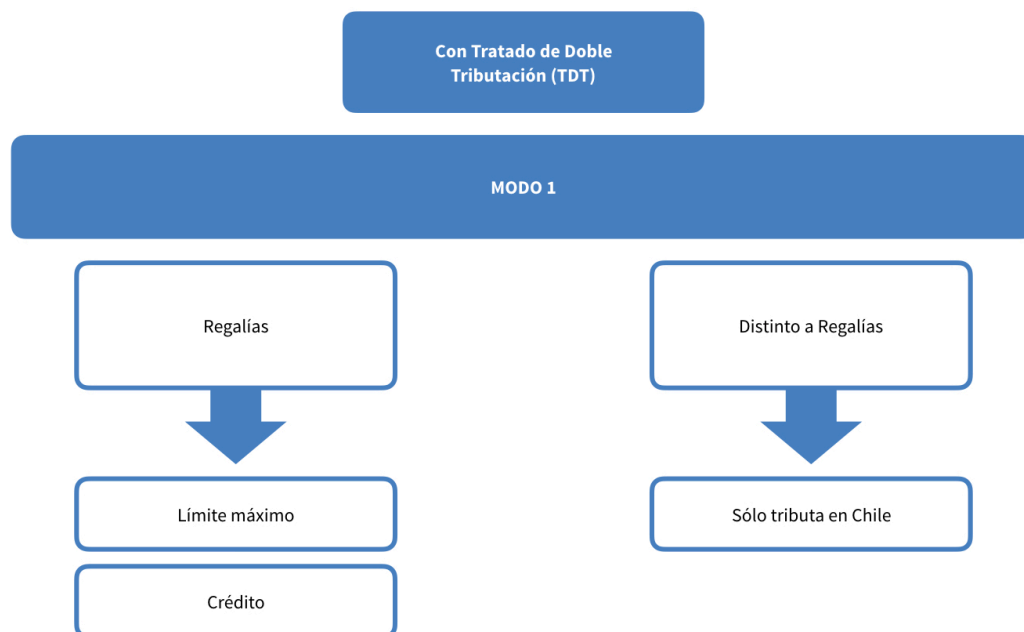 Con Tratado de Doble
Tributación (TDT)
MODO 1
Regalías
Distinto a Regalías
Límite máximo
Sólo tributa en Chile
Crédito